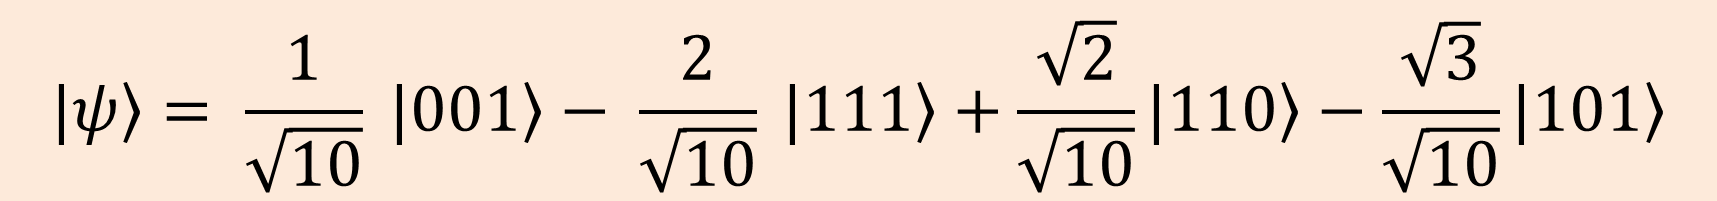 |ψ⟩ = 1/√10 |001⟩ − 2/√10 |111⟩ + √2/√10 |110⟩ − √3/√10 |101⟩